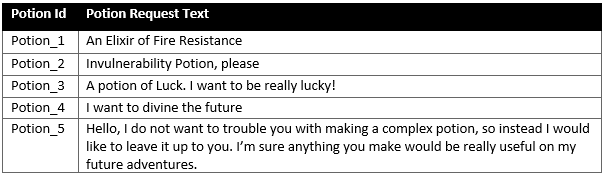 Potion Id Potion Request Text
Potion_1 An Elixir of Fire Resistance
Potion_2 Invulnerability Potion, please
Potion_3 A potion of Luck. I want to be really lucky!
Potion_4 I want to divine the future
Potion_5 Hello, I do not want to trouble you with making a complex potion, so instead I would
like to leave it up to you. I’m sure anything you make would be really useful on my
future adventures.